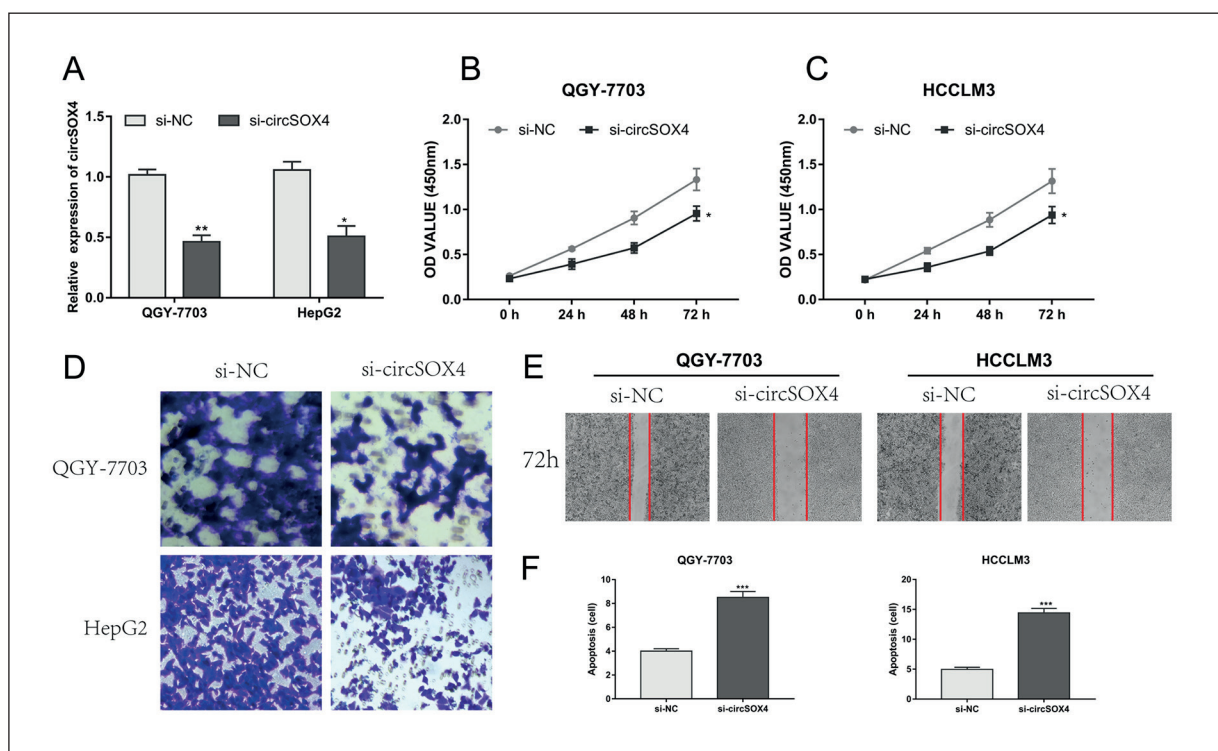 A
Relative expression of circSOX4
si-NC si-circSOX4
1.5
1.0
0.5
0.0
** *
QGY-7703 HepG2
B
QGY-7703
OD VALUE (450nm)
si-NC si-circSOX4
2.0
1.5
1.0
0.5
0.0
*
0 h 24 h 48 h 72 h
C
HCCLM3
OD VALUE (450nm)
si-NC si-circSOX4
2.0
1.5
1.0
0.5
0.0
*
0 h 24 h 48 h 72 h
D
si-NC si-circSOX4
QGY-7703
HepG2
E
QGY-7703 HCCLM3
si-NC si-circSOX4 si-NC si-circSOX4
72h
F
QGY-7703
Apoptosis (cell)
10
8
6
4
2
0
***
si-NC si-circSOX4
HCCLM3
Apoptosis (cell)
20
15
10
5
0
***
si-NC si-circSOX4